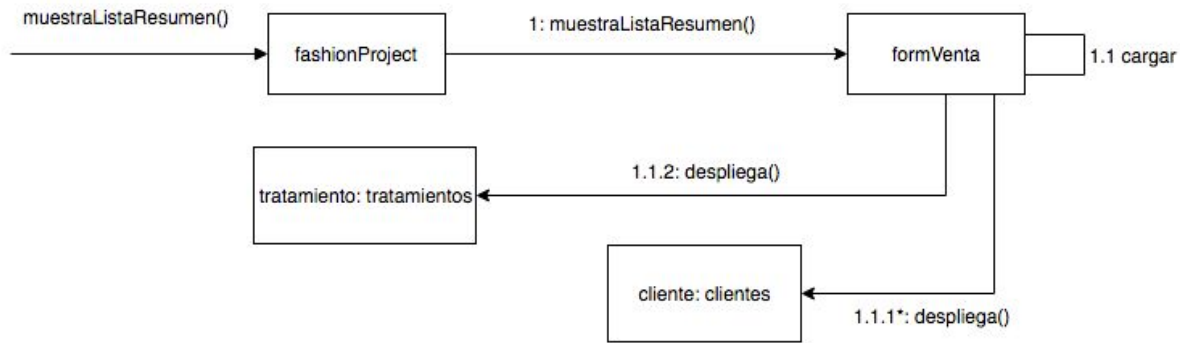 muestraListaResumen()
1: muestraListaResumen()
fashionProject
formVenta
1.1 cargar
1.1.2: despliega()
tratamiento: tratamientos
cliente: clientes
1.1.1*: despliega()